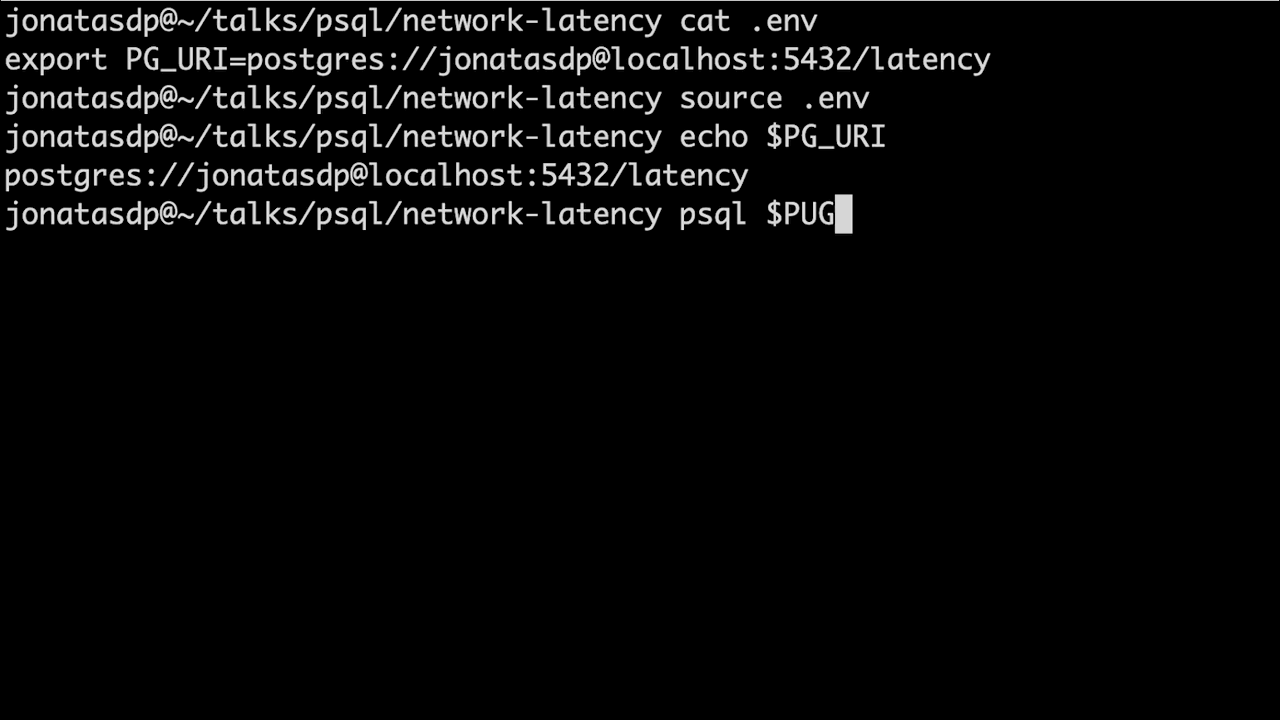 jonatasdp@~/talks/psql/network-latency cat .env
export PG_URI=postgres://jonatasdp@localhost:5432/latency
jonatasdp@~/talks/psql/network-latency source .env
jonatasdp@~/talks/psql/network-latency echo $PG_URI
postgres://jonatasdp@localhost:5432/latency
jonatasdp@~/talks/psql/network-latency psql $PUG